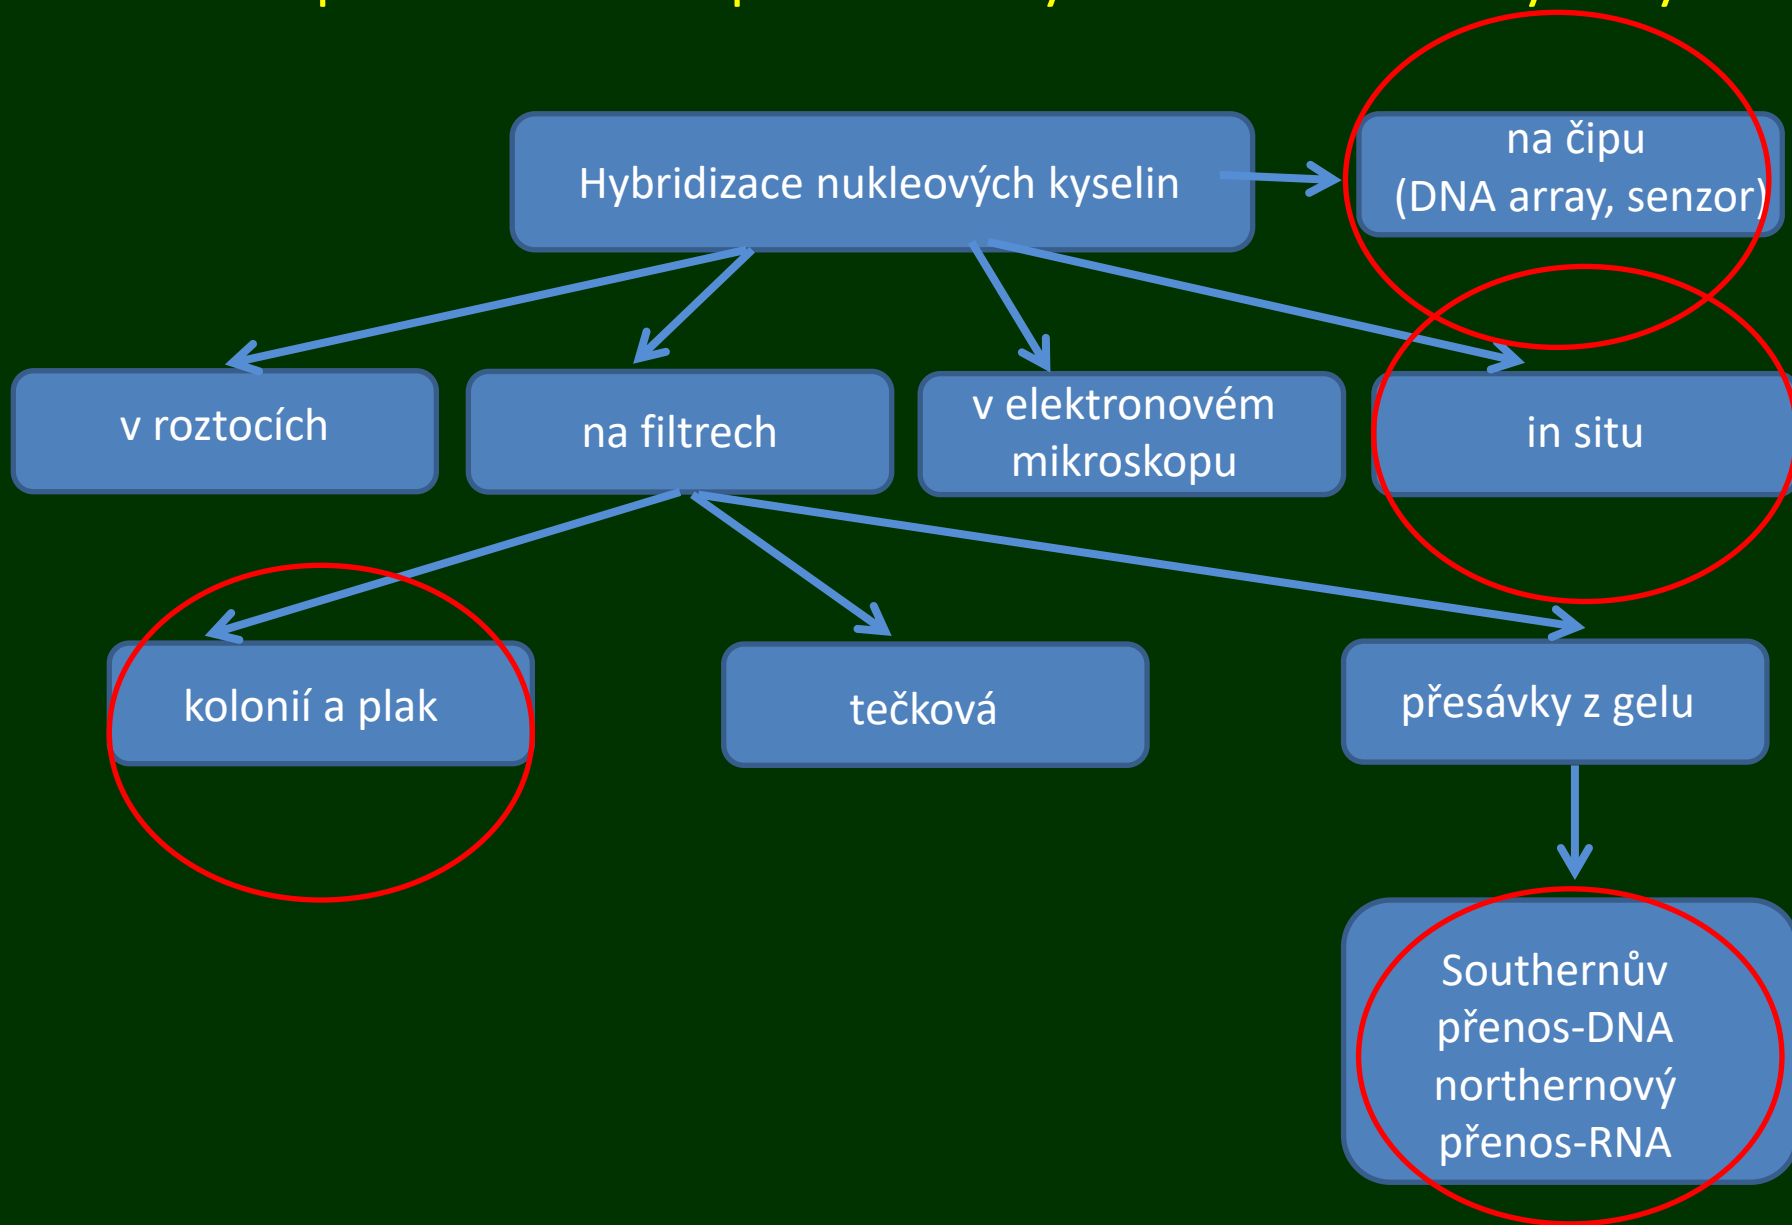 Hybridizace nukleových kyselin
na čipu
(DNA array, senzor)
v roztocích
na filtrech
v elektronovém
mikroskopu
in situ
kolonií a plak
tečková
přesávky z gelu
Southernův
přenos-DNA
northernový
přenos-RNA